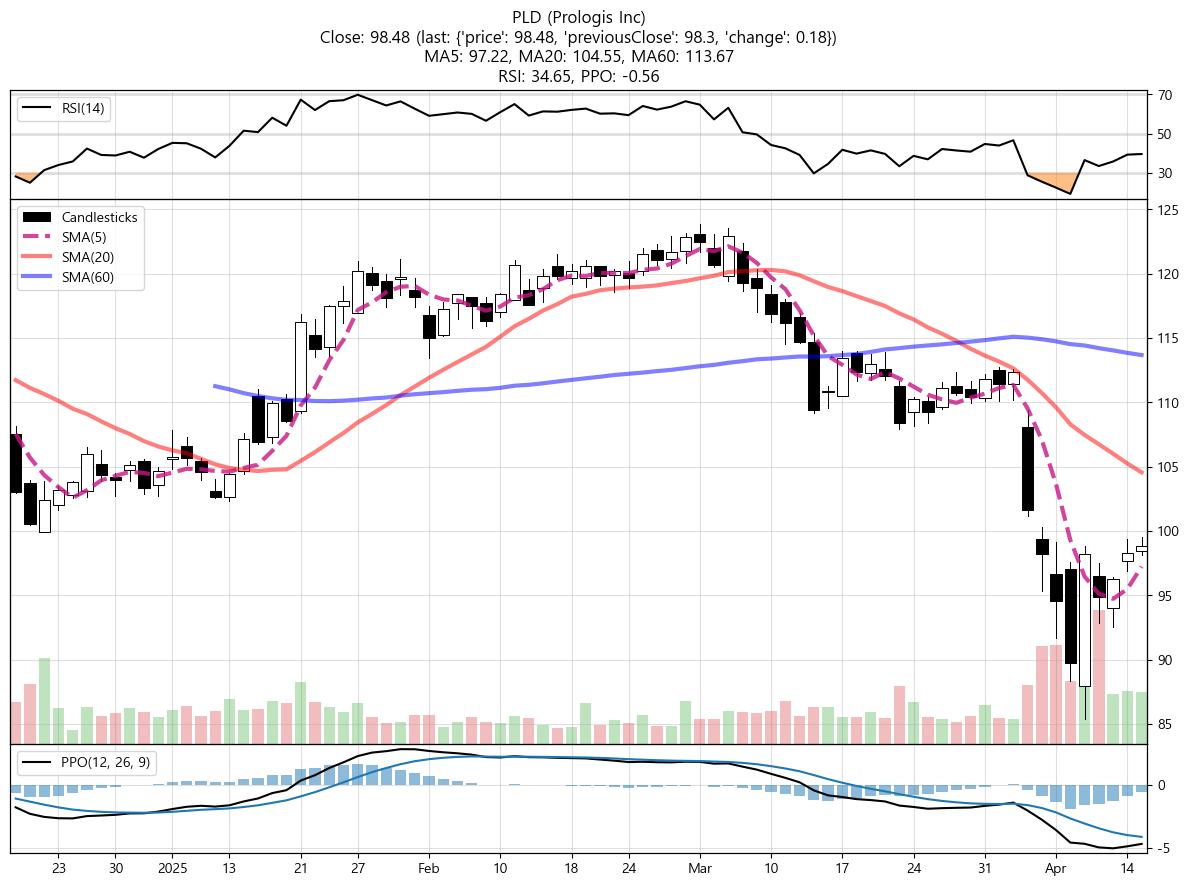 PLD (Prologis Inc)
Close: 98.48 (last: {'price': 98.48, 'previousClose': 98.3, 'change': 0.18})
MA5: 97.22, MA20: 104.55, MA60: 113.67
RSI: 34.65, PPO: -0.56
RSI(14)
70
50
30
Candlesticks
SMA(5)
SMA(20)
SMA(60)
125
120
115
110
105
100
95
90
85
PPO(12, 26, 9)
0
-5
23 30 2025 13 21 27 Feb 10 18 24 Mar 10 17 24 31 Apr 14